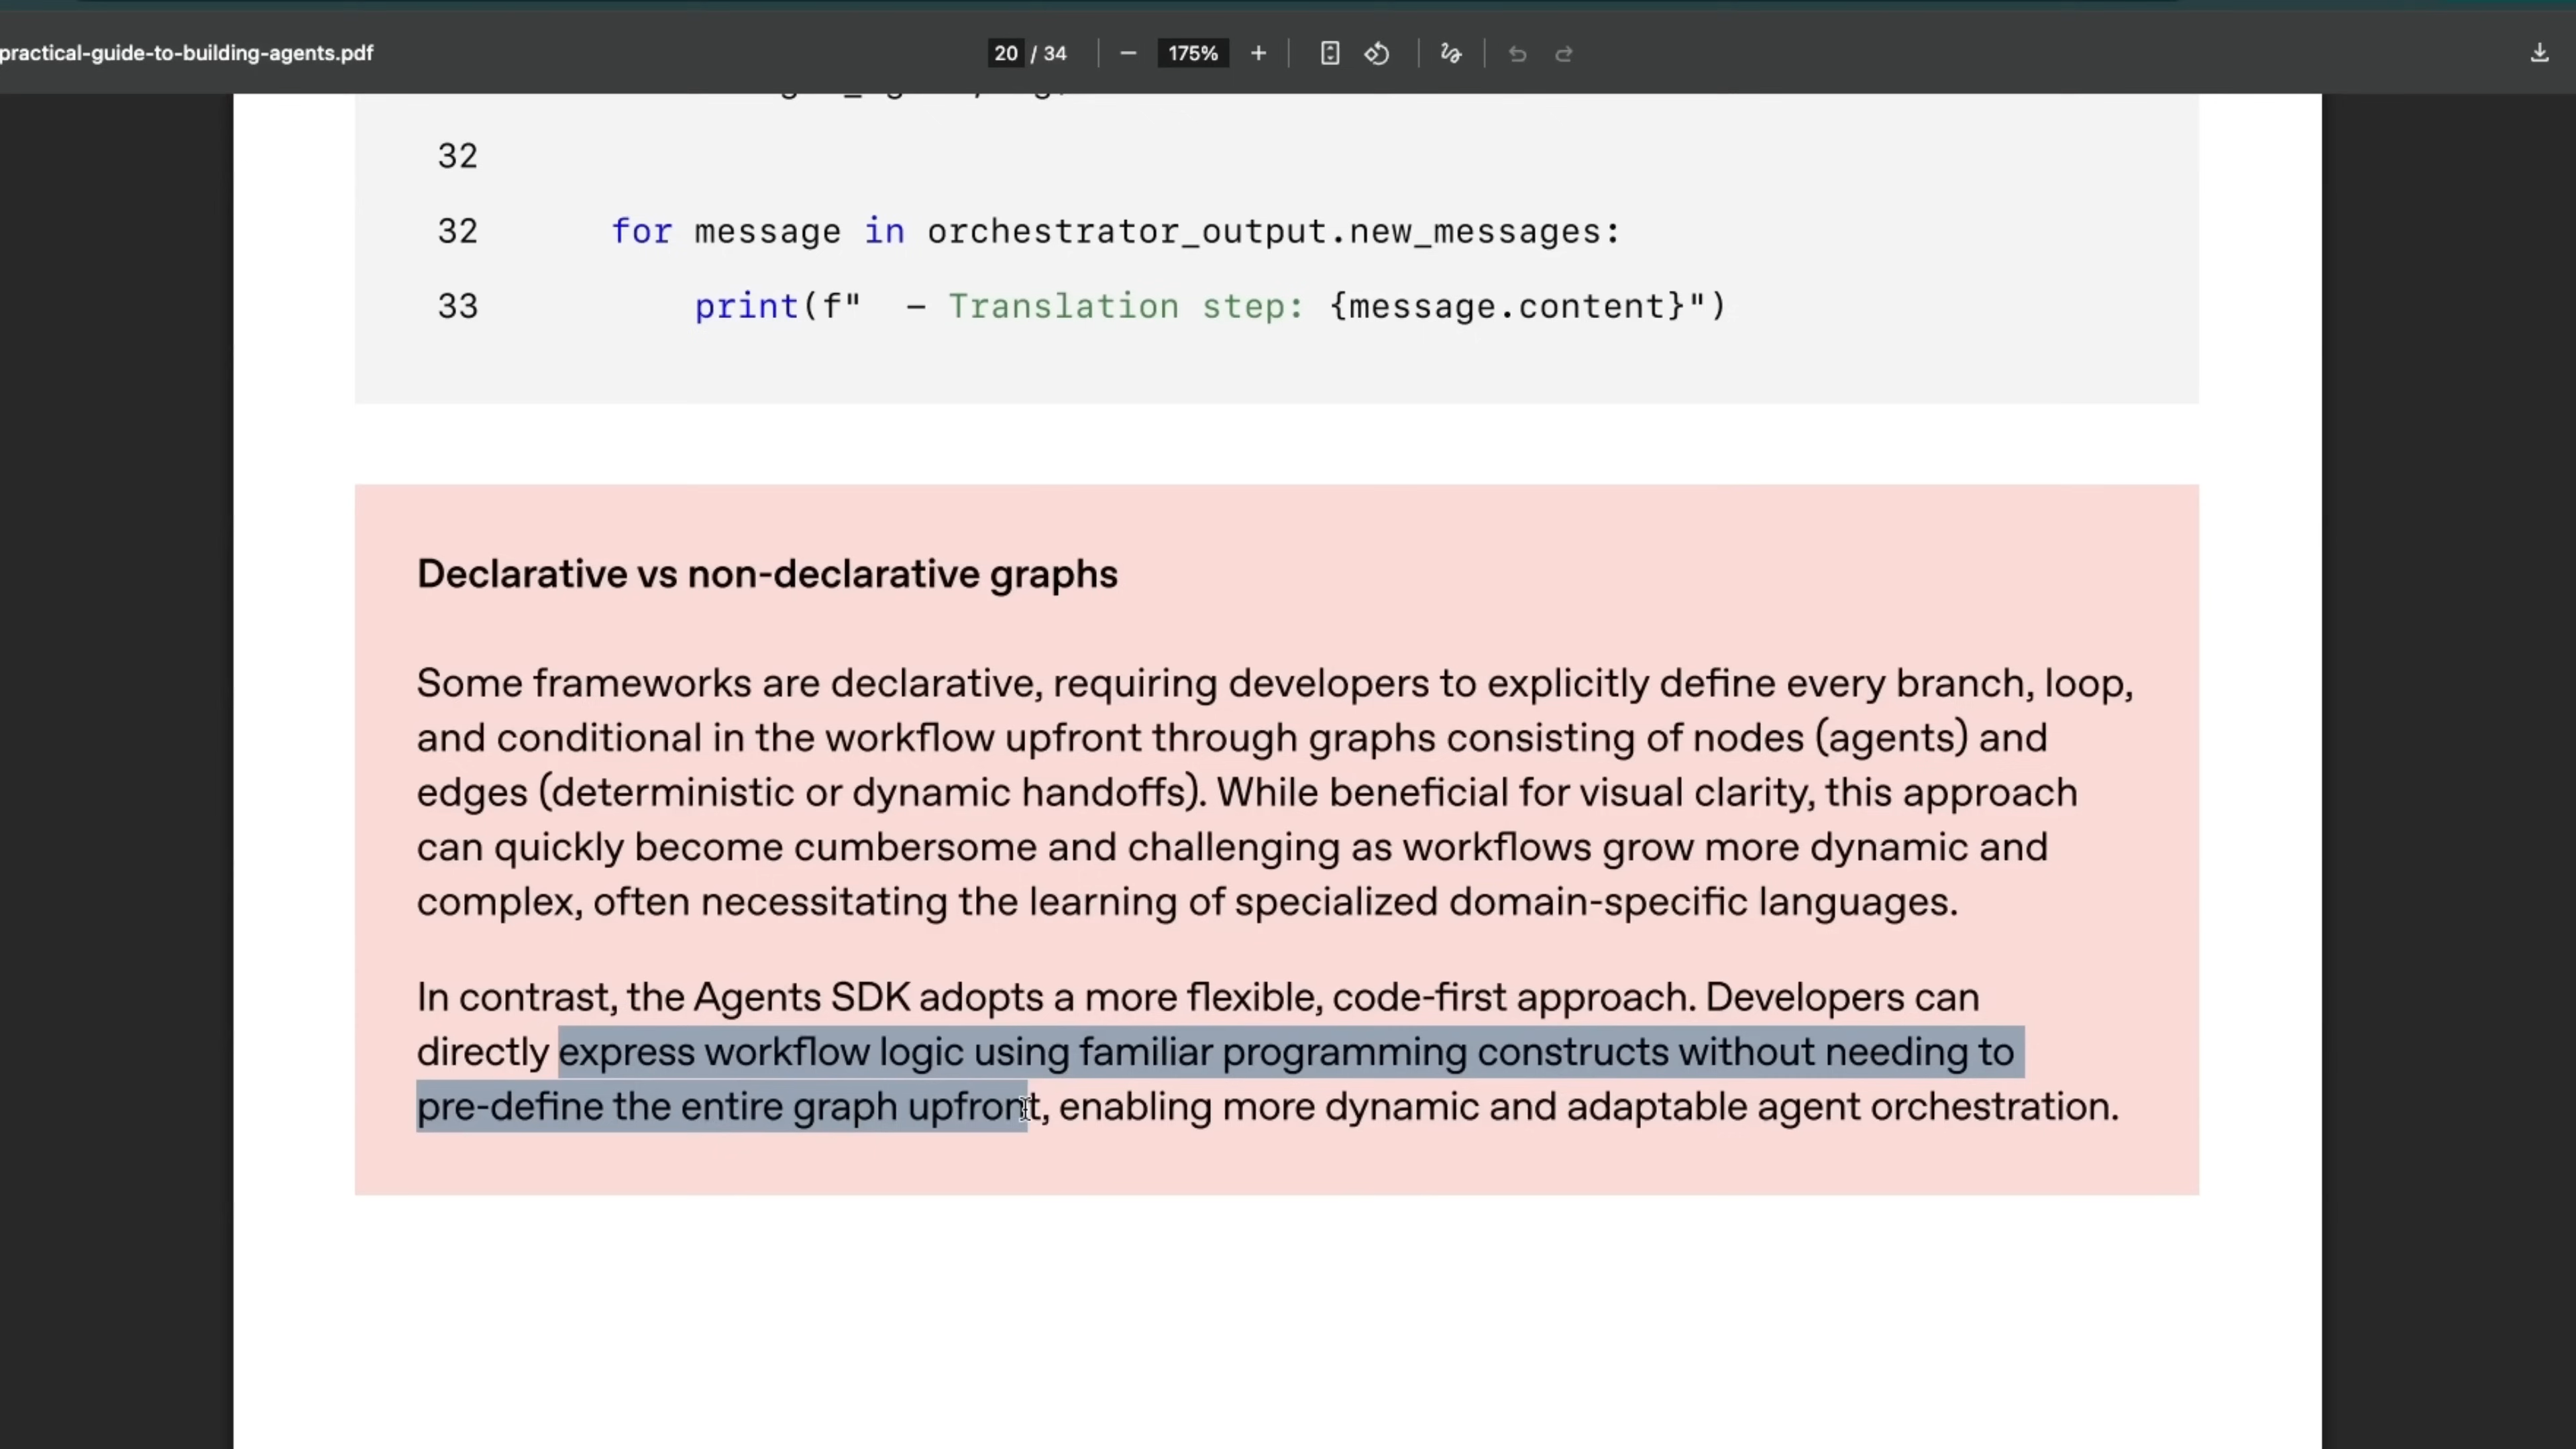 practical-guide-to-building-agents.pdf
20 / 34
175%
32
32 for message in orchestrator_output.new_messages:
33 print(f"  – Translation step: {message.content}")
Declarative vs non-declarative graphs
Some frameworks are declarative, requiring developers to explicitly define every branch, loop,
and conditional in the workflow upfront through graphs consisting of nodes (agents) and
edges (deterministic or dynamic handoffs). While beneficial for visual clarity, this approach
can quickly become cumbersome and challenging as workflows grow more dynamic and
complex, often necessitating the learning of specialized domain-specific languages.
In contrast, the Agents SDK adopts a more flexible, code-first approach. Developers can
directly express workflow logic using familiar programming constructs without needing to
pre-define the entire graph upfront, enabling more dynamic and adaptable agent orchestration.